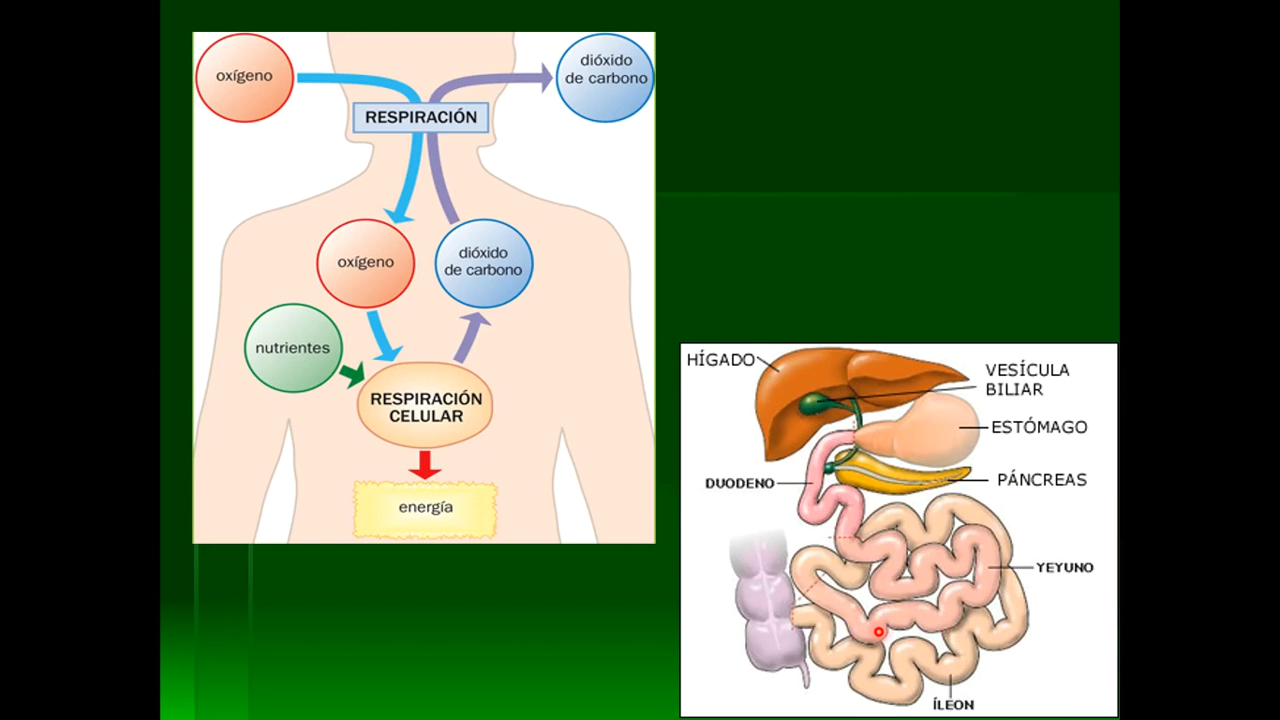 oxígeno
dióxido
de carbono
RESPIRACIÓN
oxígeno
dióxido
de carbono
nutrientes
RESPIRACIÓN
CELULAR
energía
HÍGADO
VESÍCULA
BILIAR
ESTÓMAGO
PÁNCREAS
DUODENO
YEYUNO
ÍLEON